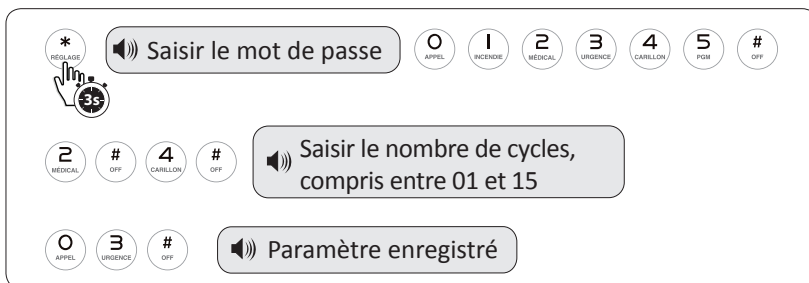 * RÉGLAGE Saisir le mot de passe 0 APPEL 1 INCENDIE 2 MÉDICAL 3 URGENCE 4 CARILLON 5 PGM # OFF
3s
2 MÉDICAL # OFF 4 CARILLON # OFF Saisir le nombre de cycles,
compris entre 01 et 15
0 APPEL 3 URGENCE # OFF Paramètre enregistré